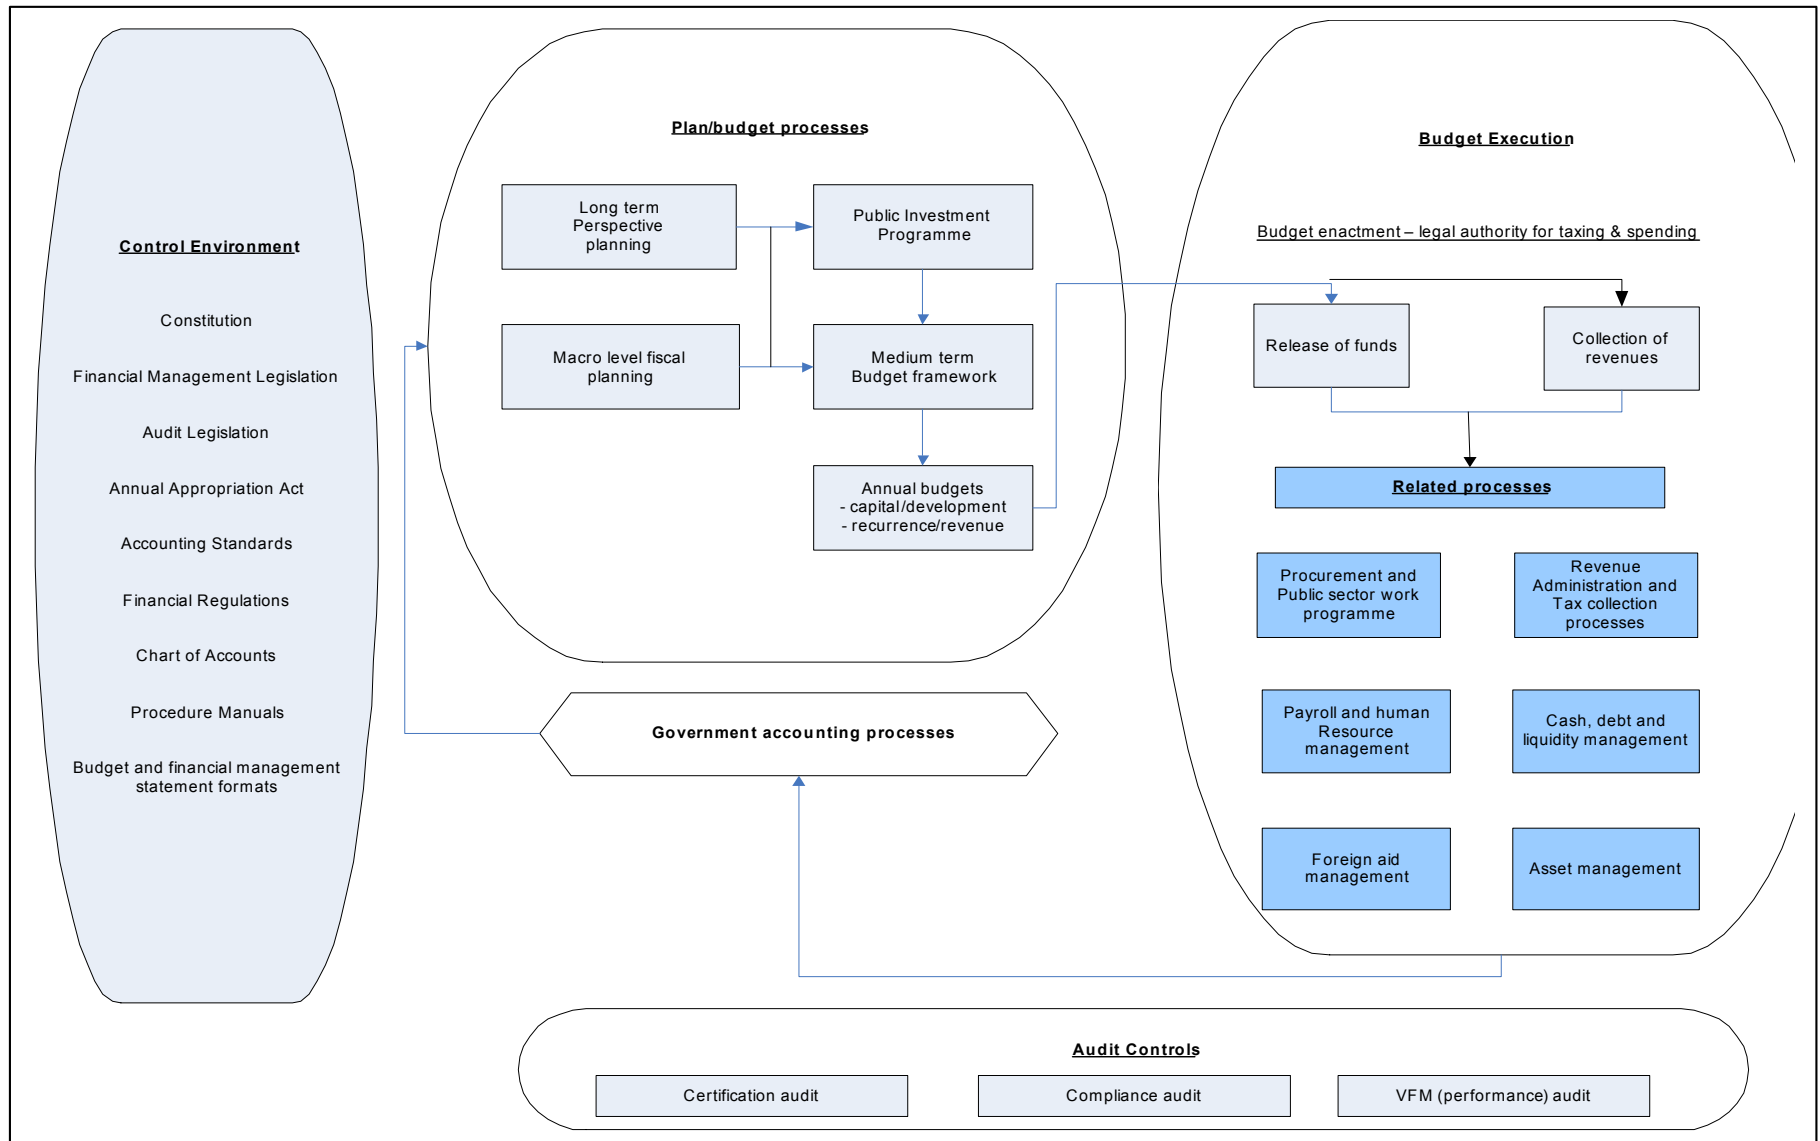 Control Environment
Constitution
Financial Management Legislation
Audit Legislation
Annual Appropriation Act
Accounting Standards
Financial Regulations
Chart of Accounts
Procedure Manuals
Budget and financial management
statement formats
Plan/budget processes
Long term
Perspective
planning
Public Investment
Programme
Macro level fiscal
planning
Medium term
Budget framework
Annual budgets
- capital/development
- recurrence/revenue
Government accounting processes
Budget Execution
Budget enactment – legal authority for taxing & spending
Release of funds
Collection of
revenues
Related processes
Procurement and
Public sector work
programme
Revenue
Administration and
Tax collection
processes
Payroll and human
Resource
management
Cash, debt and
liquidity management
Foreign aid
management
Asset management
Audit Controls
Certification audit
Compliance audit
VFM (performance) audit